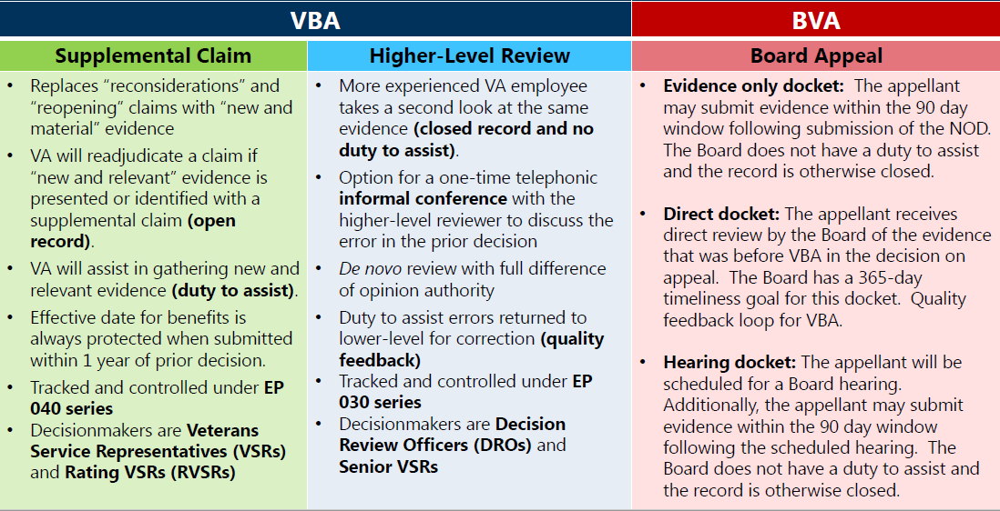 VBA
BVA
Supplemental Claim
• Replaces “reconsiderations” and
“reopening” claims with “new and
material” evidence
• VA will readjudicate a claim if
“new and relevant” evidence is
presented or identified with a
supplemental claim (open
record).
• VA will assist in gathering new and
relevant evidence (duty to assist).
• Effective date for benefits is
always protected when submitted
within 1 year of prior decision.
• Tracked and controlled under EP
040 series
• Decisionmakers are Veterans
Service Representatives (VSRs)
and Rating VSRs (RVSRs)
Higher-Level Review
• More experienced VA employee
takes a second look at the same
evidence (closed record and no
duty to assist).
• Option for a one-time telephonic
informal conference with the
higher-level reviewer to discuss the
error in the prior decision
• De novo review with full difference
of opinion authority
• Duty to assist errors returned to
lower-level for correction (quality
feedback)
• Tracked and controlled under EP
030 series
• Decisionmakers are Decision
Review Officers (DROs) and
Senior VSRs
Board Appeal
• Evidence only docket: The appellant
may submit evidence within the 90 day
window following submission of the NOD.
The Board does not have a duty to assist
and the record is otherwise closed.
• Direct docket: The appellant receives
direct review by the Board of the evidence
that was before VBA in the decision on
appeal. The Board has a 365-day
timeliness goal for this docket. Quality
feedback loop for VBA.
• Hearing docket: The appellant will be
scheduled for a Board hearing.
Additionally, the appellant may submit
evidence within the 90 day window
following the scheduled hearing. The
Board does not have a duty to assist and
the record is otherwise closed.